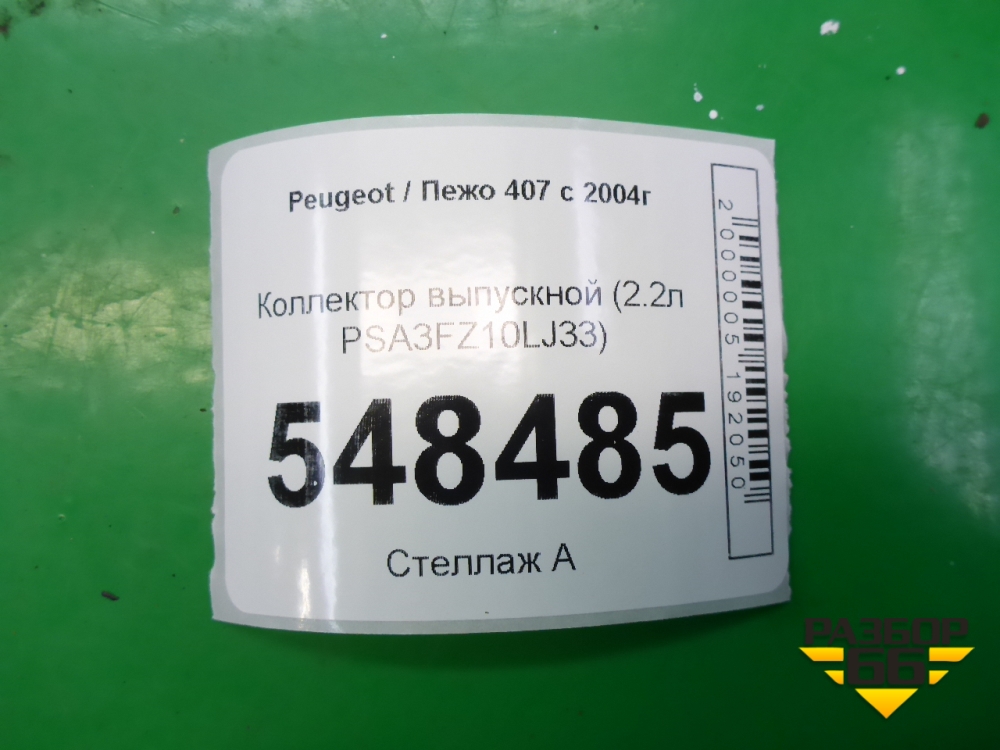 Peugeot / Пежо 407 с 2004г
Коллектор выпускной (2.2л
PSA3FZ10LJ33)
548485
Стеллаж А
2000005192050
РАЗБОР
66